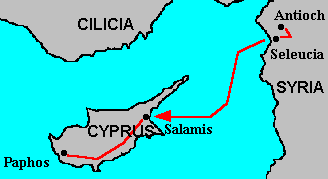 Antioch
CILICIA
Seleucia
SYRIA
CYPRUS
Salamis
Paphos